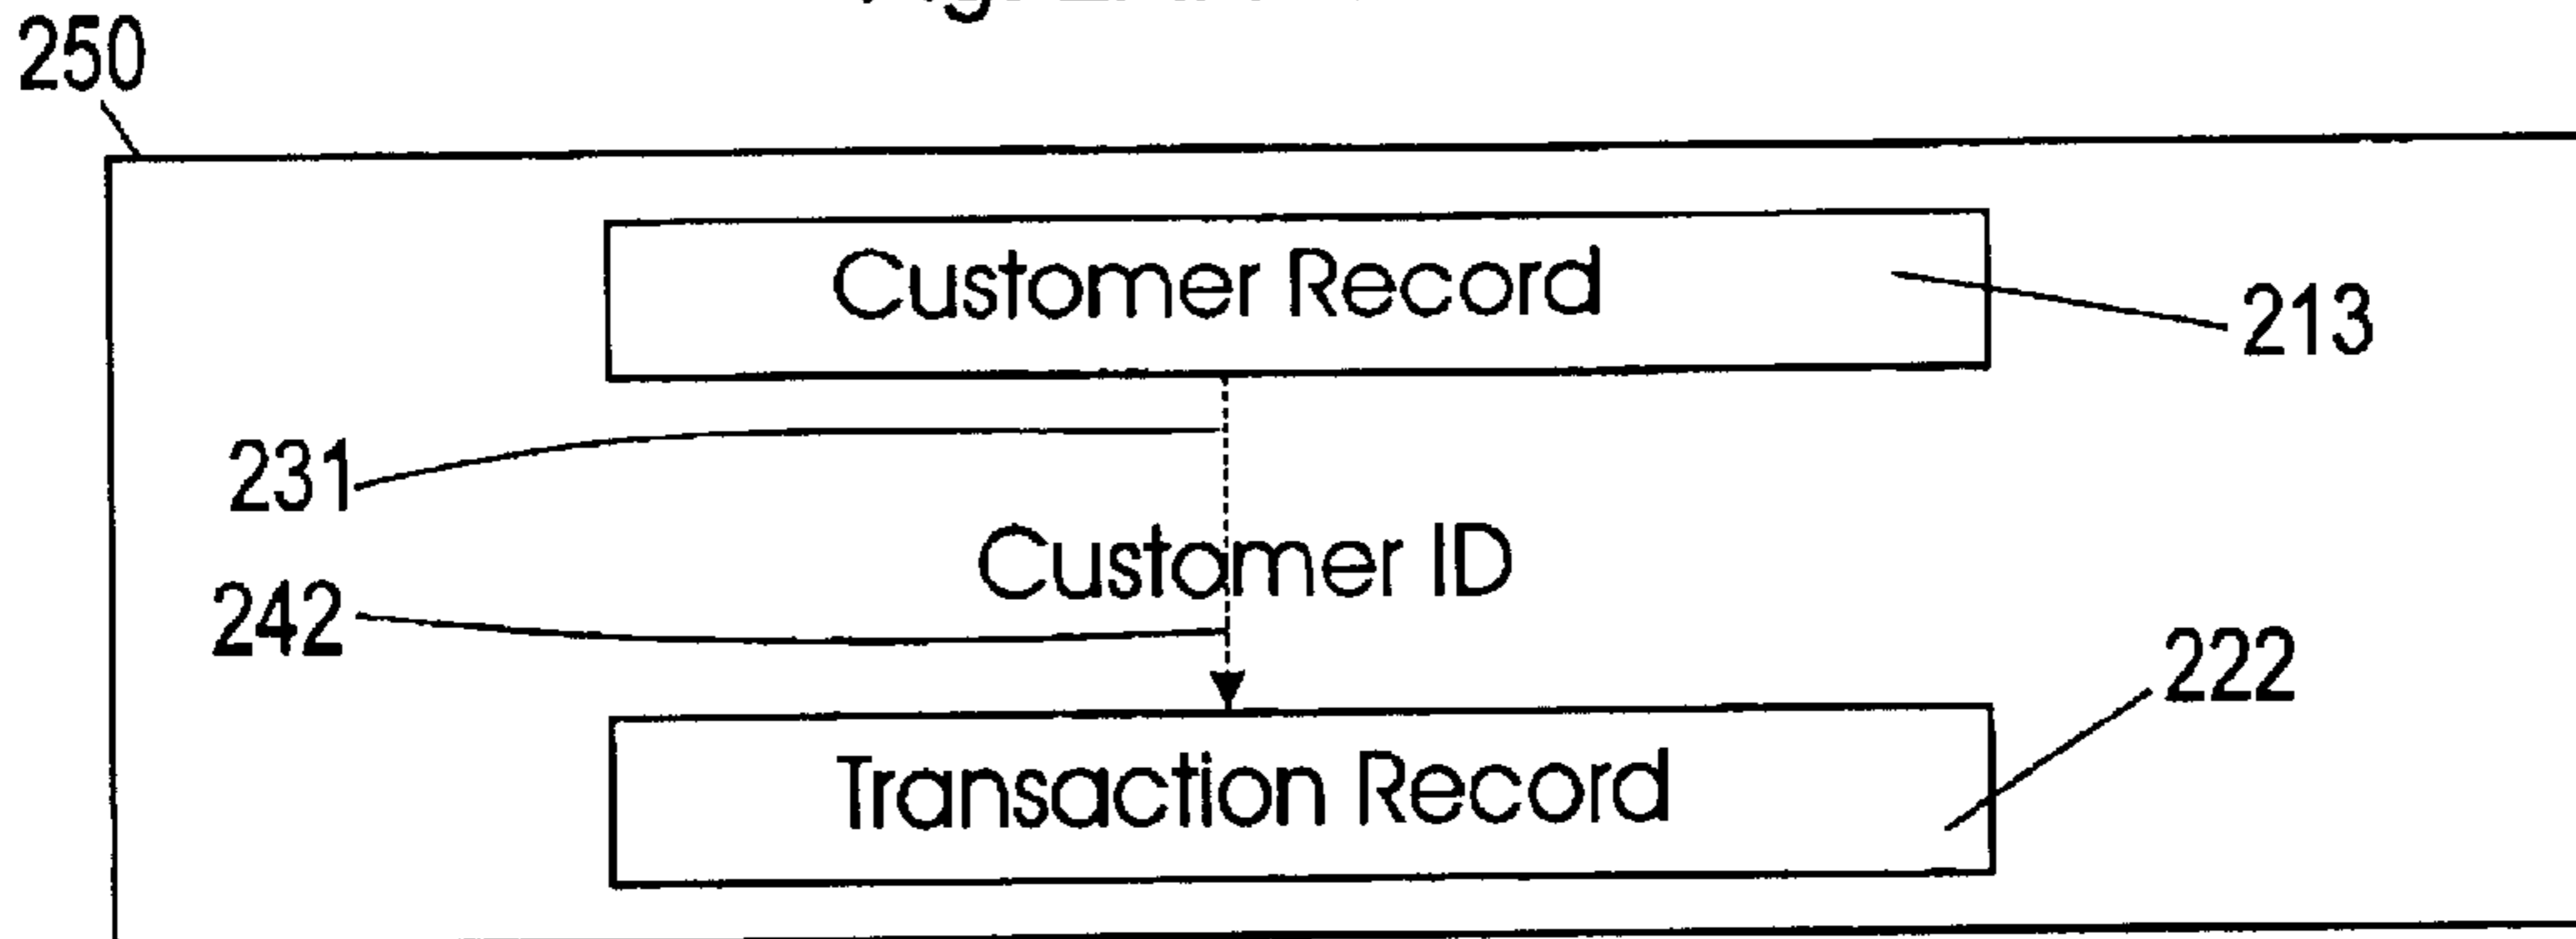 250
Customer Record
213
231
Customer ID
242
222
Transaction Record